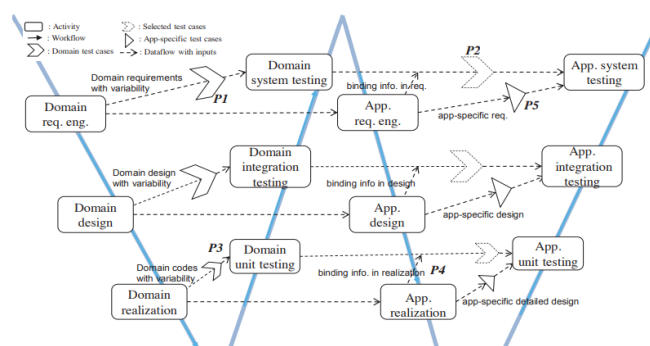 : Activity
: Selected test cases
: Workflow
: App-specific test cases
: Domain test cases
: Dataflow with inputs
Domain requirements
with variability
P1
Domain
system testing
P2
App. system
testing
binding info. in req.
P5
Domain
req. eng.
App.
req. eng.
app-specific req.
Domain design
with variability
Domain
integration
testing
binding info in design
App.
integration
testing
Domain
design
App.
design
app-specific design
P3
Domain codes
with variability
Domain
unit testing
binding info. in realization
P4
App.
unit testing
Domain
realization
App.
realization
app-specific detailed design